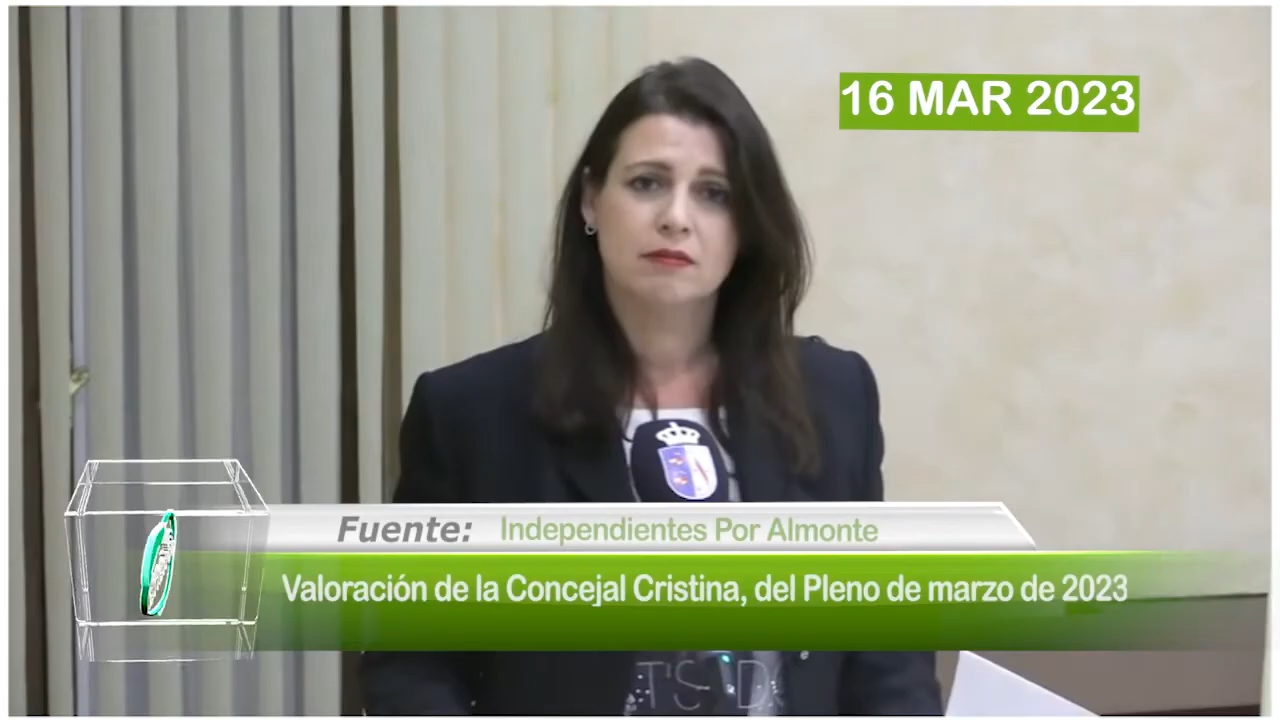 16 MAR 2023
Fuente: Independientes Por Almonte
Valoración de la Concejal Cristina, del Pleno de marzo de 2023